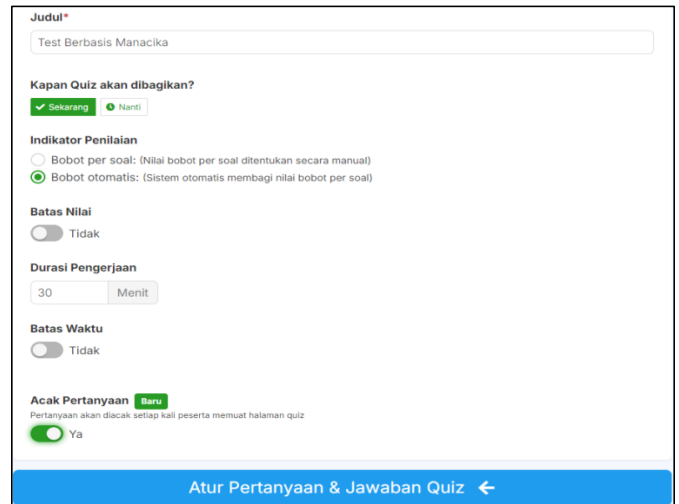 Judul*
Test Berbasis Manacika
Kapan Quiz akan dibagikan?
Sekarang Nanti
Indikator Penilaian
Bobot per soal: (Nilai bobot per soal ditentukan secara manual)
Bobot otomatis: (Sistem otomatis membagi nilai bobot per soal)
Batas Nilai
Tidak
Durasi Pengerjaan
30 Menit
Batas Waktu
Tidak
Acak Pertanyaan Baru
Pertanyaan akan diacak setiap kali peserta memuat halaman quiz
Ya
Atur Pertanyaan & Jawaban Quiz